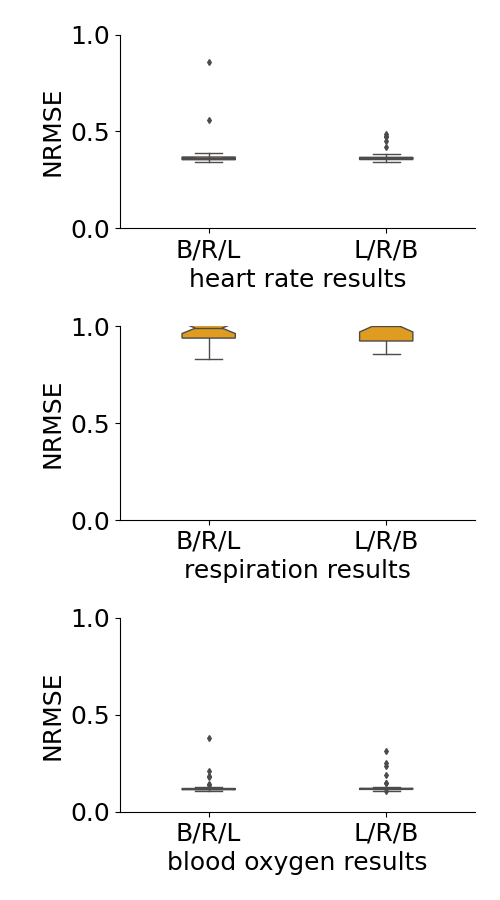 1.0
0.5
0.0
NRMSE
B/R/L L/R/B
heart rate results
1.0
0.5
0.0
NRMSE
B/R/L L/R/B
respiration results
1.0
0.5
0.0
NRMSE
B/R/L L/R/B
blood oxygen results